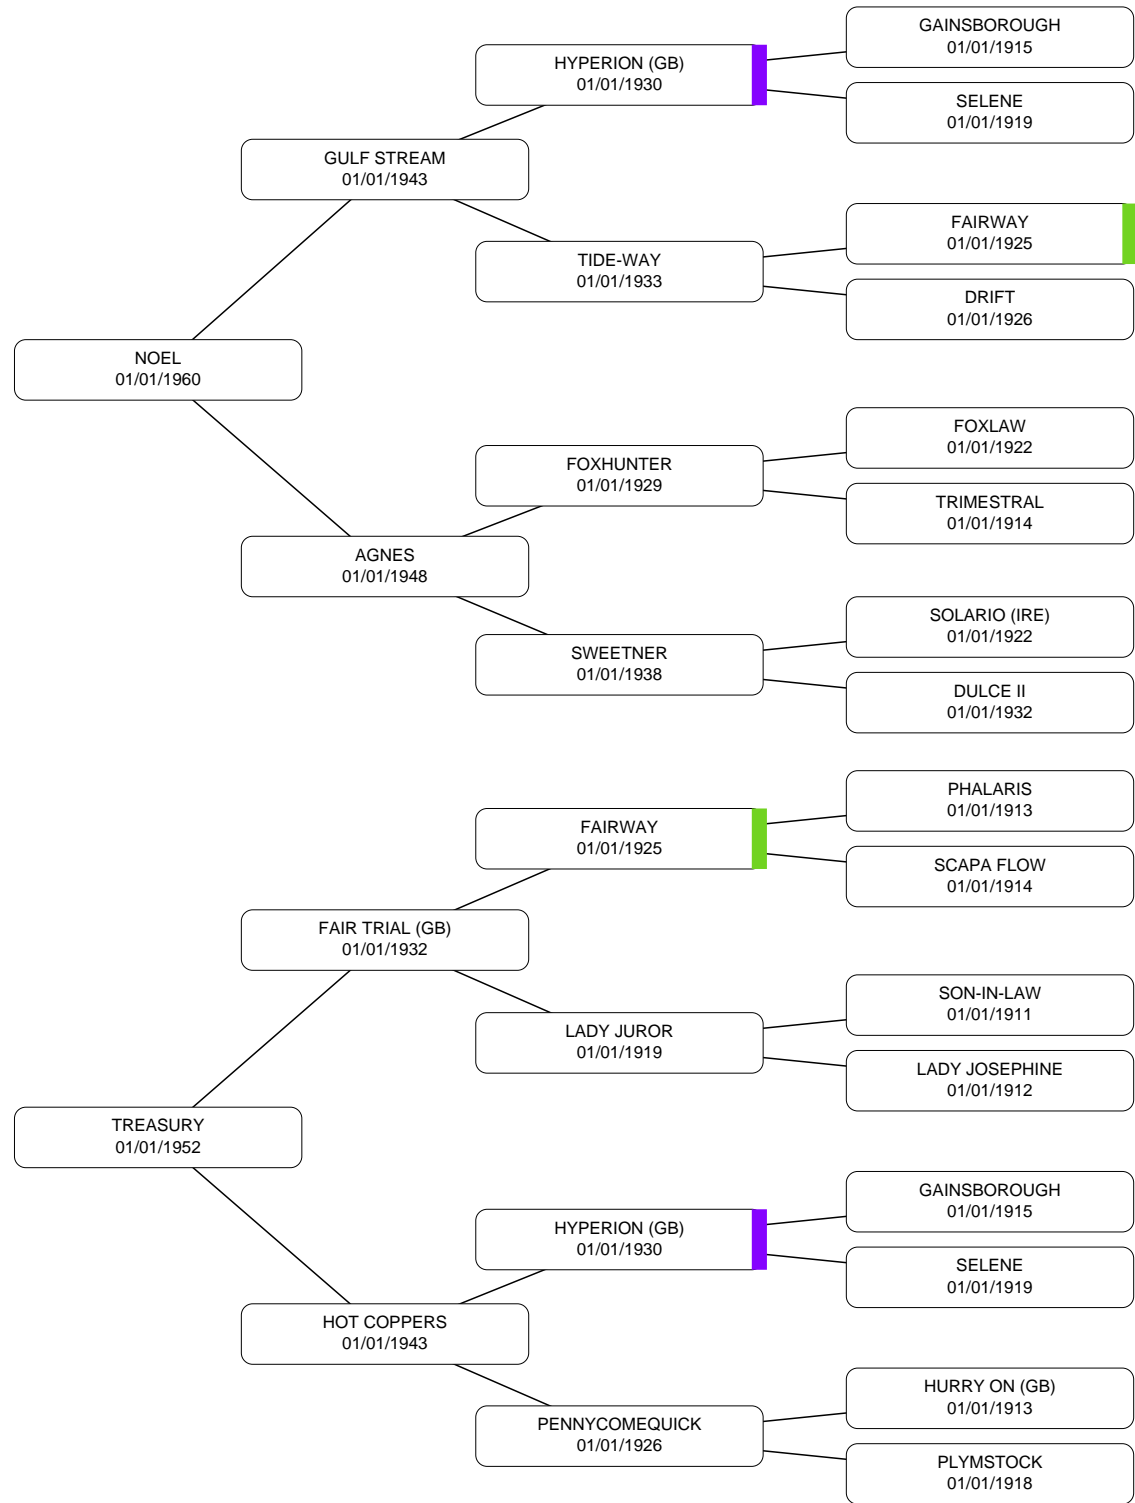 GAINSBOROUGH
01/01/1915
HYPERION (GB)
01/01/1930
SELENE
01/01/1919
GULF STREAM
01/01/1943
FAIRWAY
01/01/1925
TIDE-WAY
01/01/1933
DRIFT
01/01/1926
NOEL
01/01/1960
FOXLAW
01/01/1922
FOXHUNTER
01/01/1929
TRIMESTRAL
01/01/1914
AGNES
01/01/1948
SOLARIO (IRE)
01/01/1922
SWEETNER
01/01/1938
DULCE II
01/01/1932
PHALARIS
01/01/1913
FAIRWAY
01/01/1925
SCAPA FLOW
01/01/1914
FAIR TRIAL (GB)
01/01/1932
SON-IN-LAW
01/01/1911
LADY JUROR
01/01/1919
LADY JOSEPHINE
01/01/1912
TREASURY
01/01/1952
GAINSBOROUGH
01/01/1915
HYPERION (GB)
01/01/1930
SELENE
01/01/1919
HOT COPPERS
01/01/1943
HURRY ON (GB)
01/01/1913
PENNYCOMEQUICK
01/01/1926
PLYMSTOCK
01/01/1918